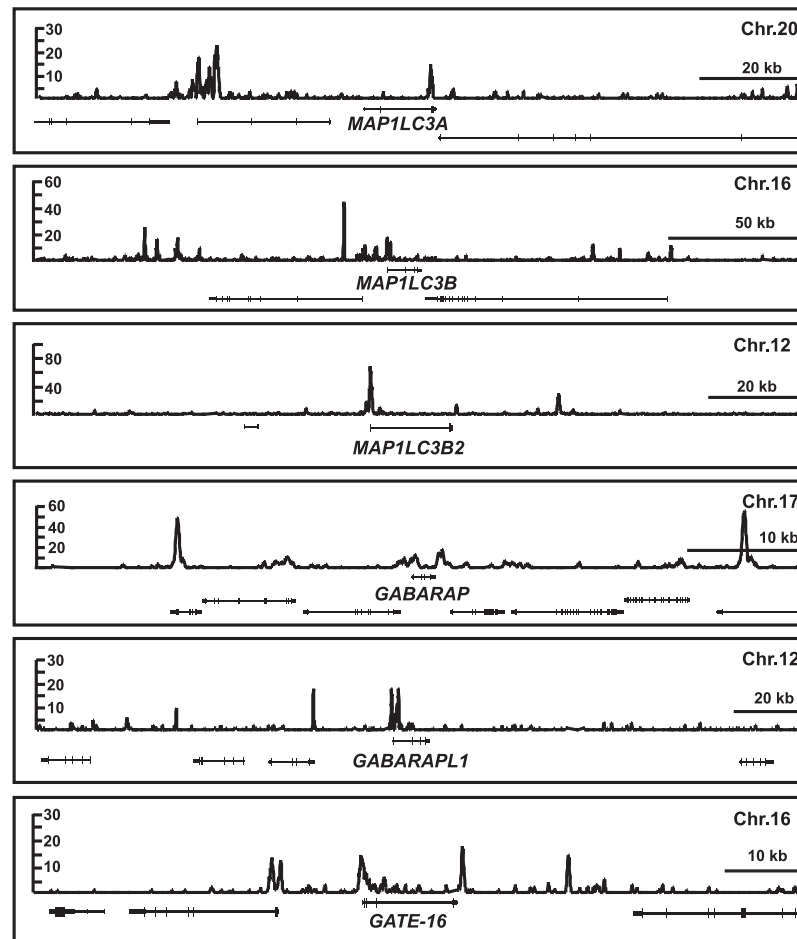 30
Chr.20
20
20 kb
10
MAP1LC3A
60
Chr.16
40
50 kb
20
MAP1LC3B
Chr.12
80
20 kb
40
MAP1LC3B2
60
Chr.17
40
10 kb
20
GABARAP
30
Chr.12
20
20 kb
10
GABARAPL1
30
Chr.16
20
10 kb
10
GATE-16